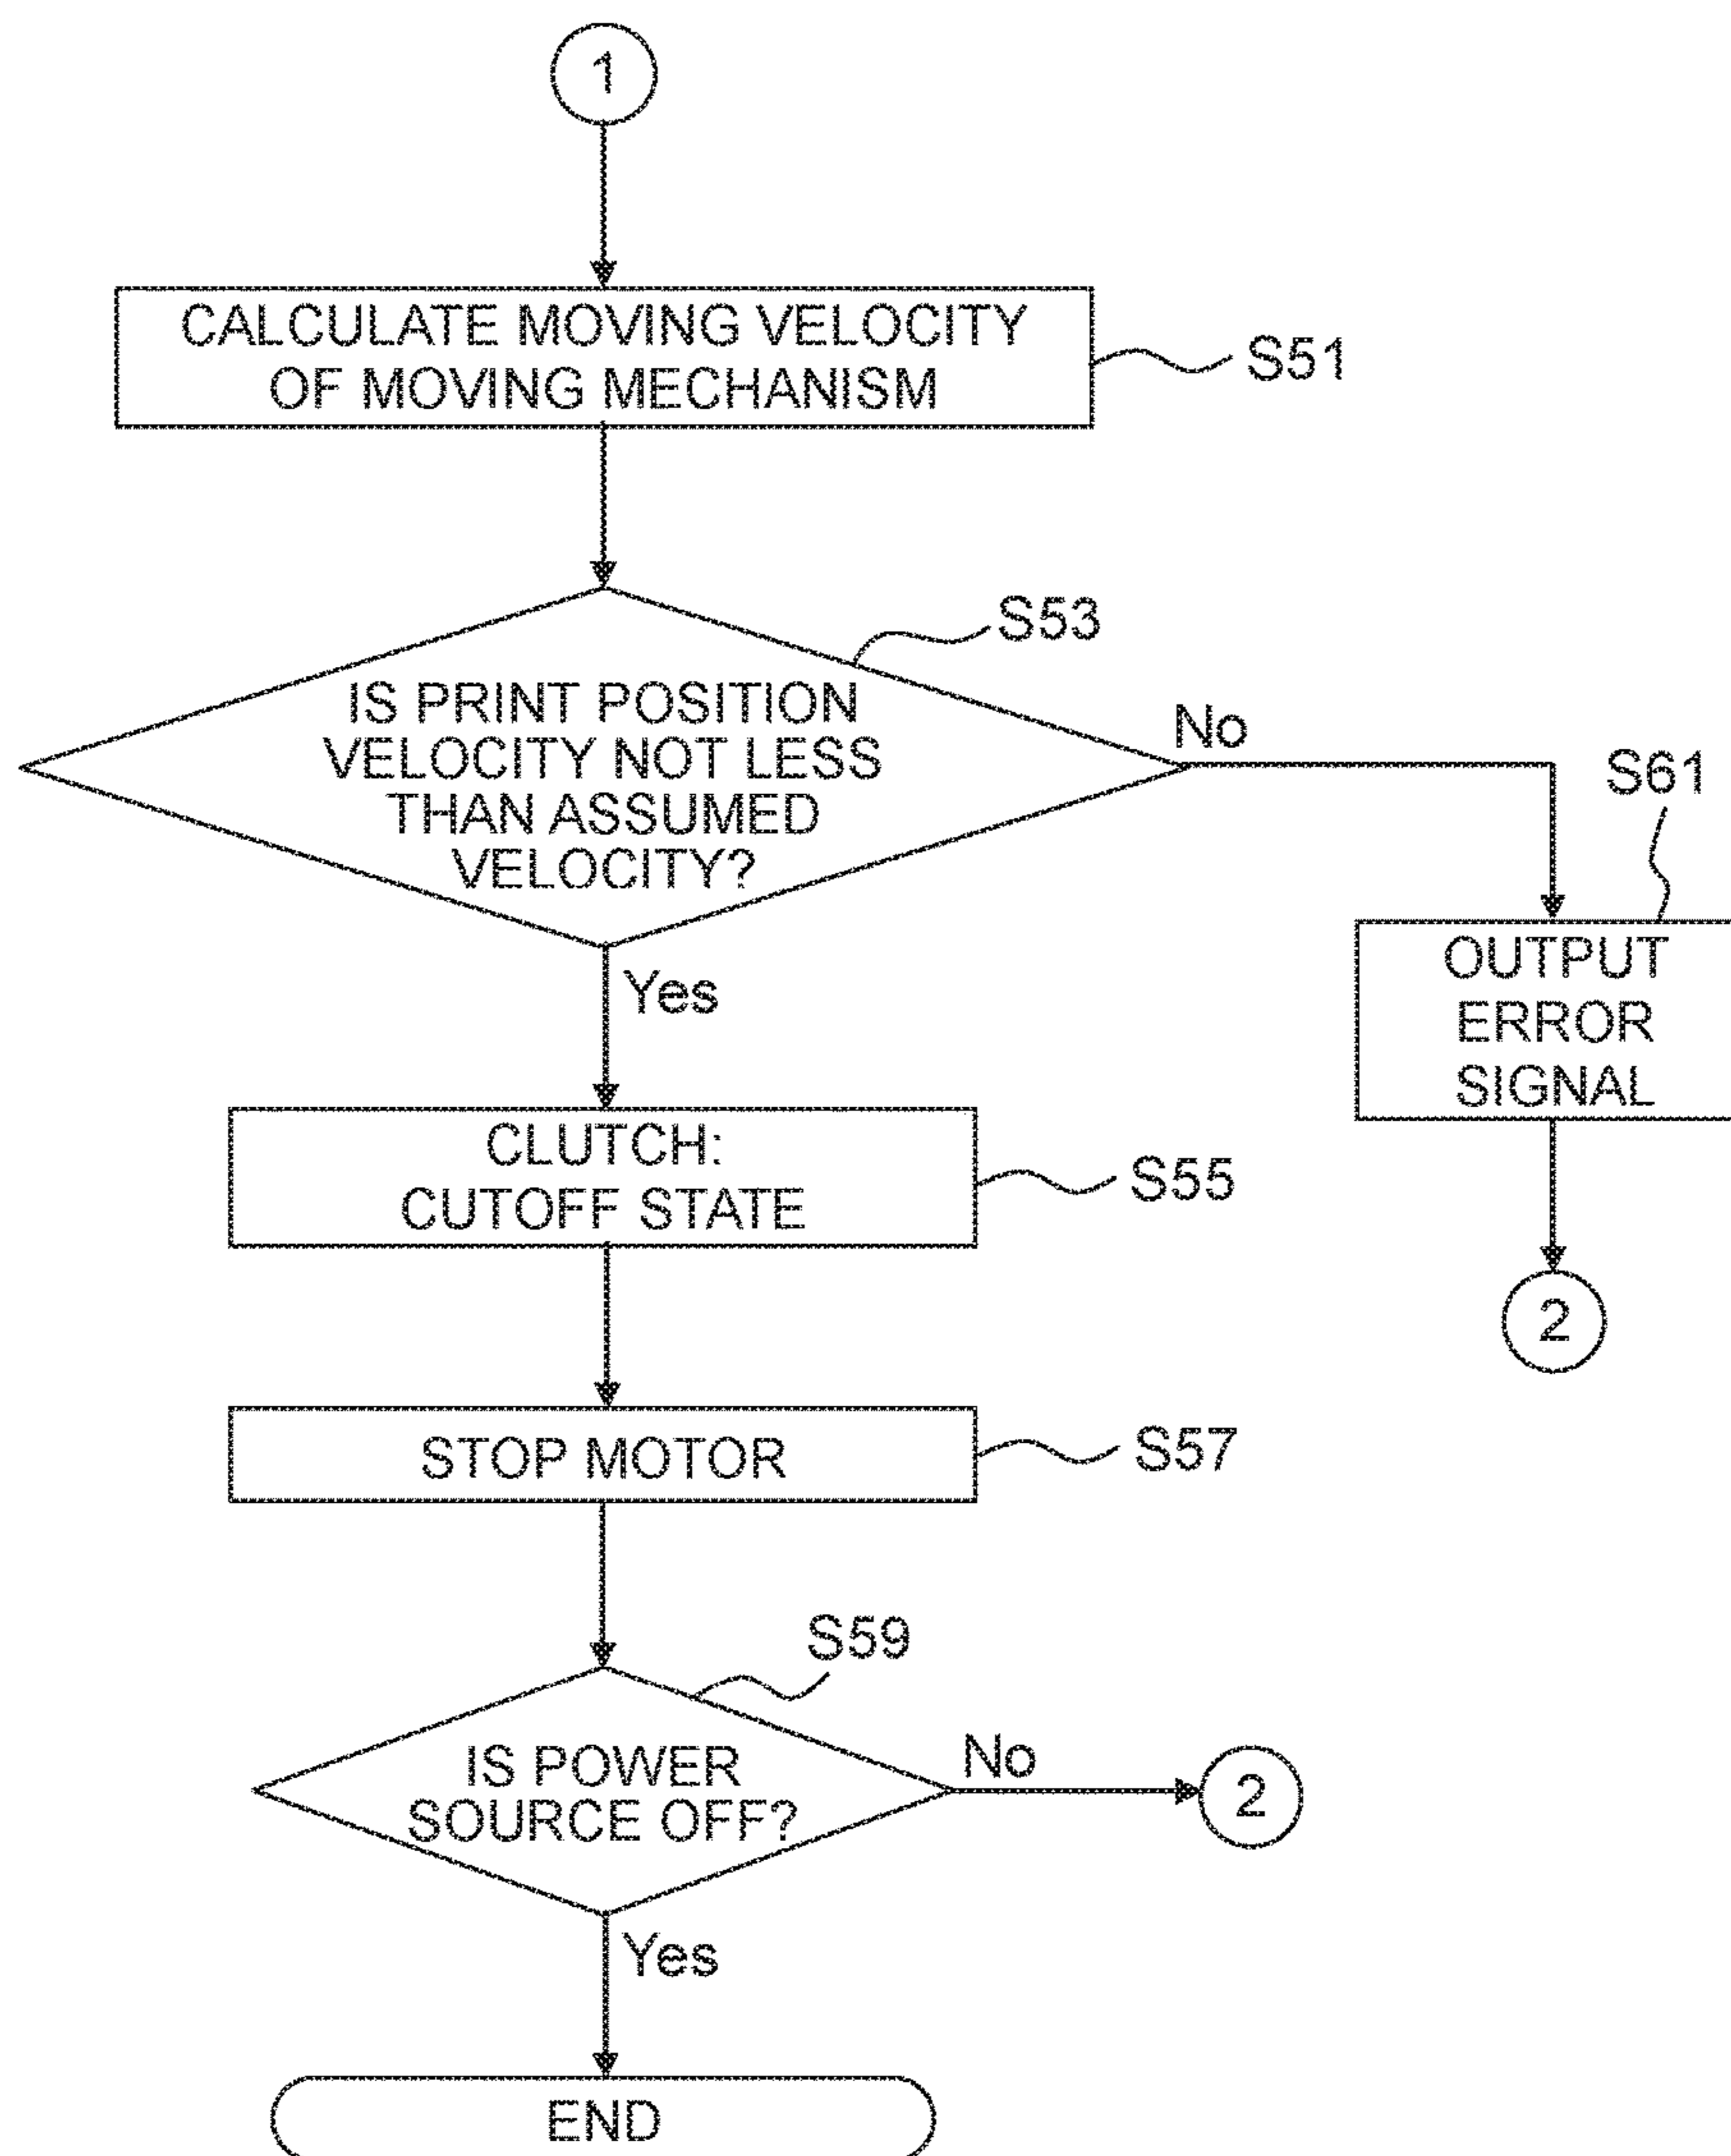 1
CALCULATE MOVING VELOCITY
OF MOVING MECHANISM
S51
S53
IS PRINT POSITION
VELOCITY NOT LESS
THAN ASSUMED
VELOCITY?
No
S61
OUTPUT
ERROR
SIGNAL
2
Yes
CLUTCH:
CUTOFF STATE
S55
STOP MOTOR
S57
S59
IS POWER
SOURCE OFF?
No
2
Yes
END